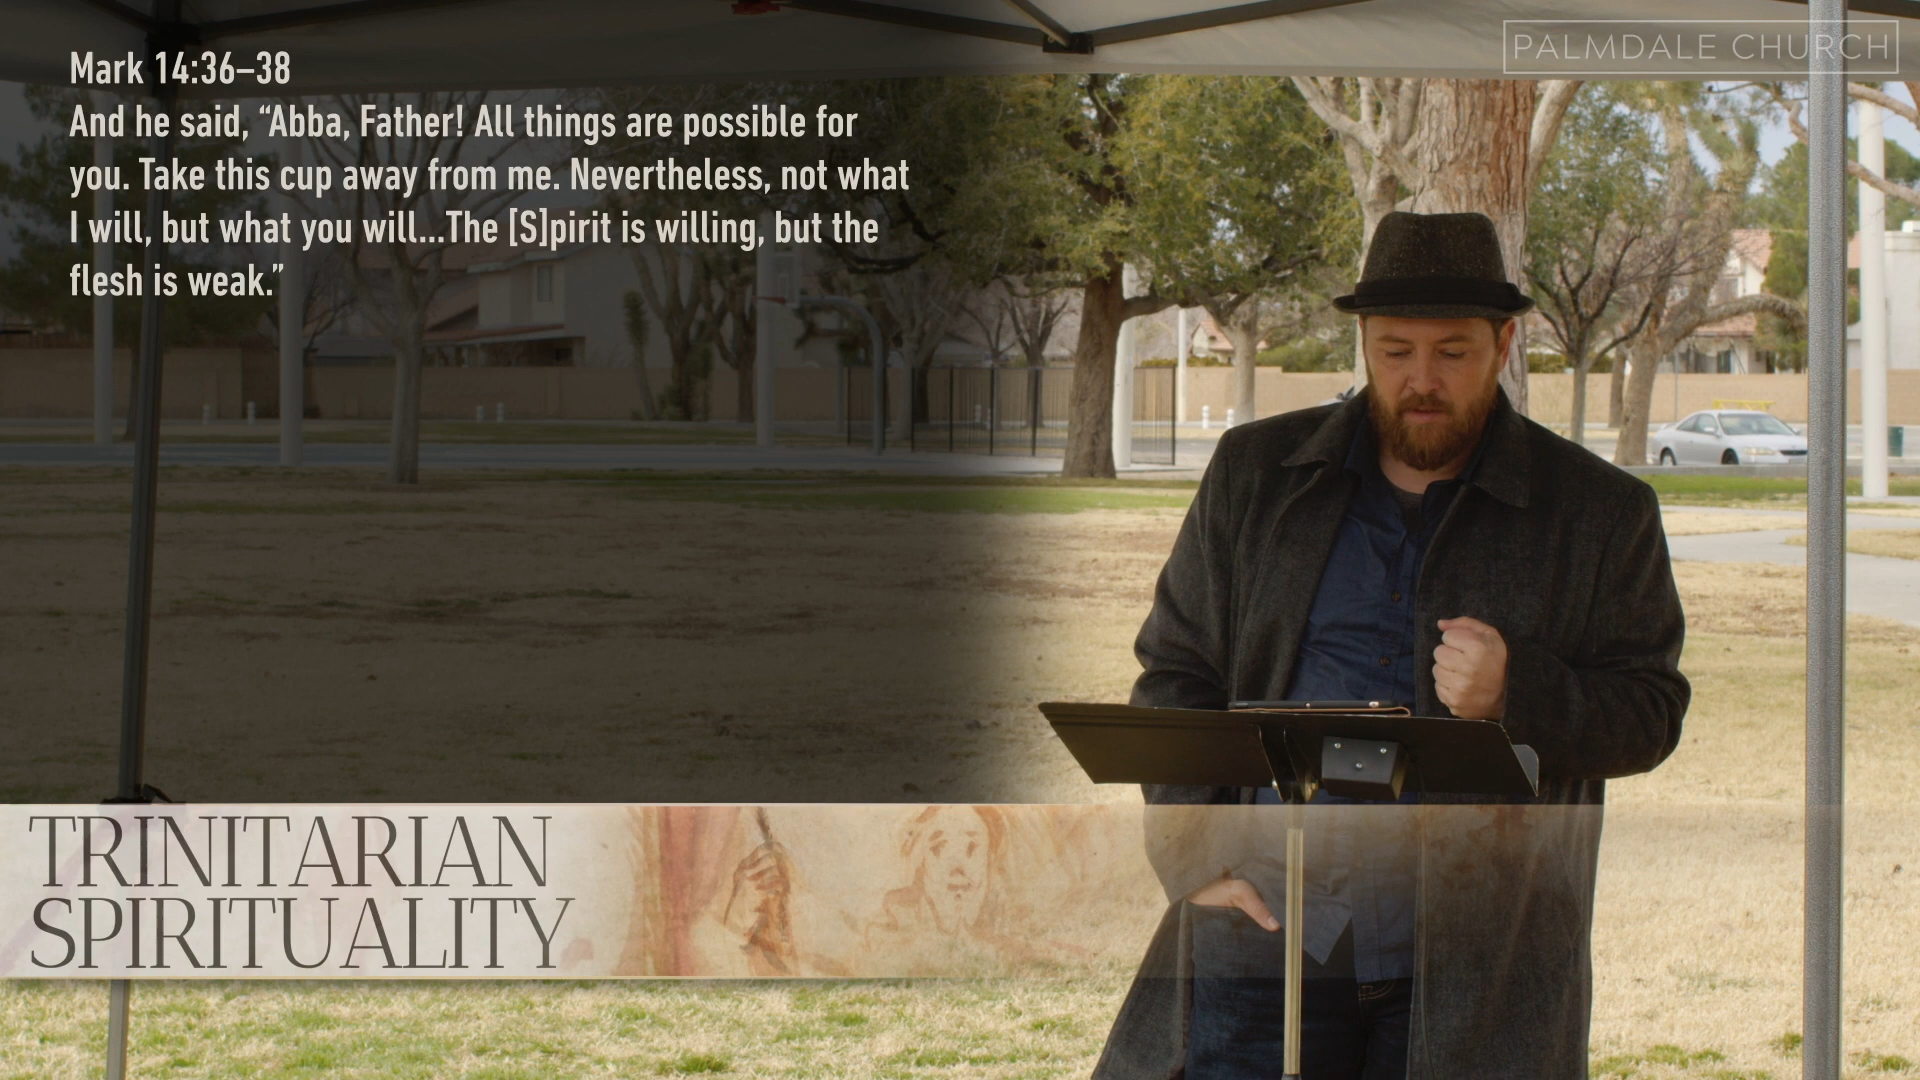 PALMDALE CHURCH
Mark 14:36–38
And he said, “Abba, Father! All things are possible for
you. Take this cup away from me. Nevertheless, not what
I will, but what you will...The [S]pirit is willing, but the
flesh is weak.”
TRINITARIAN
SPIRITUALITY